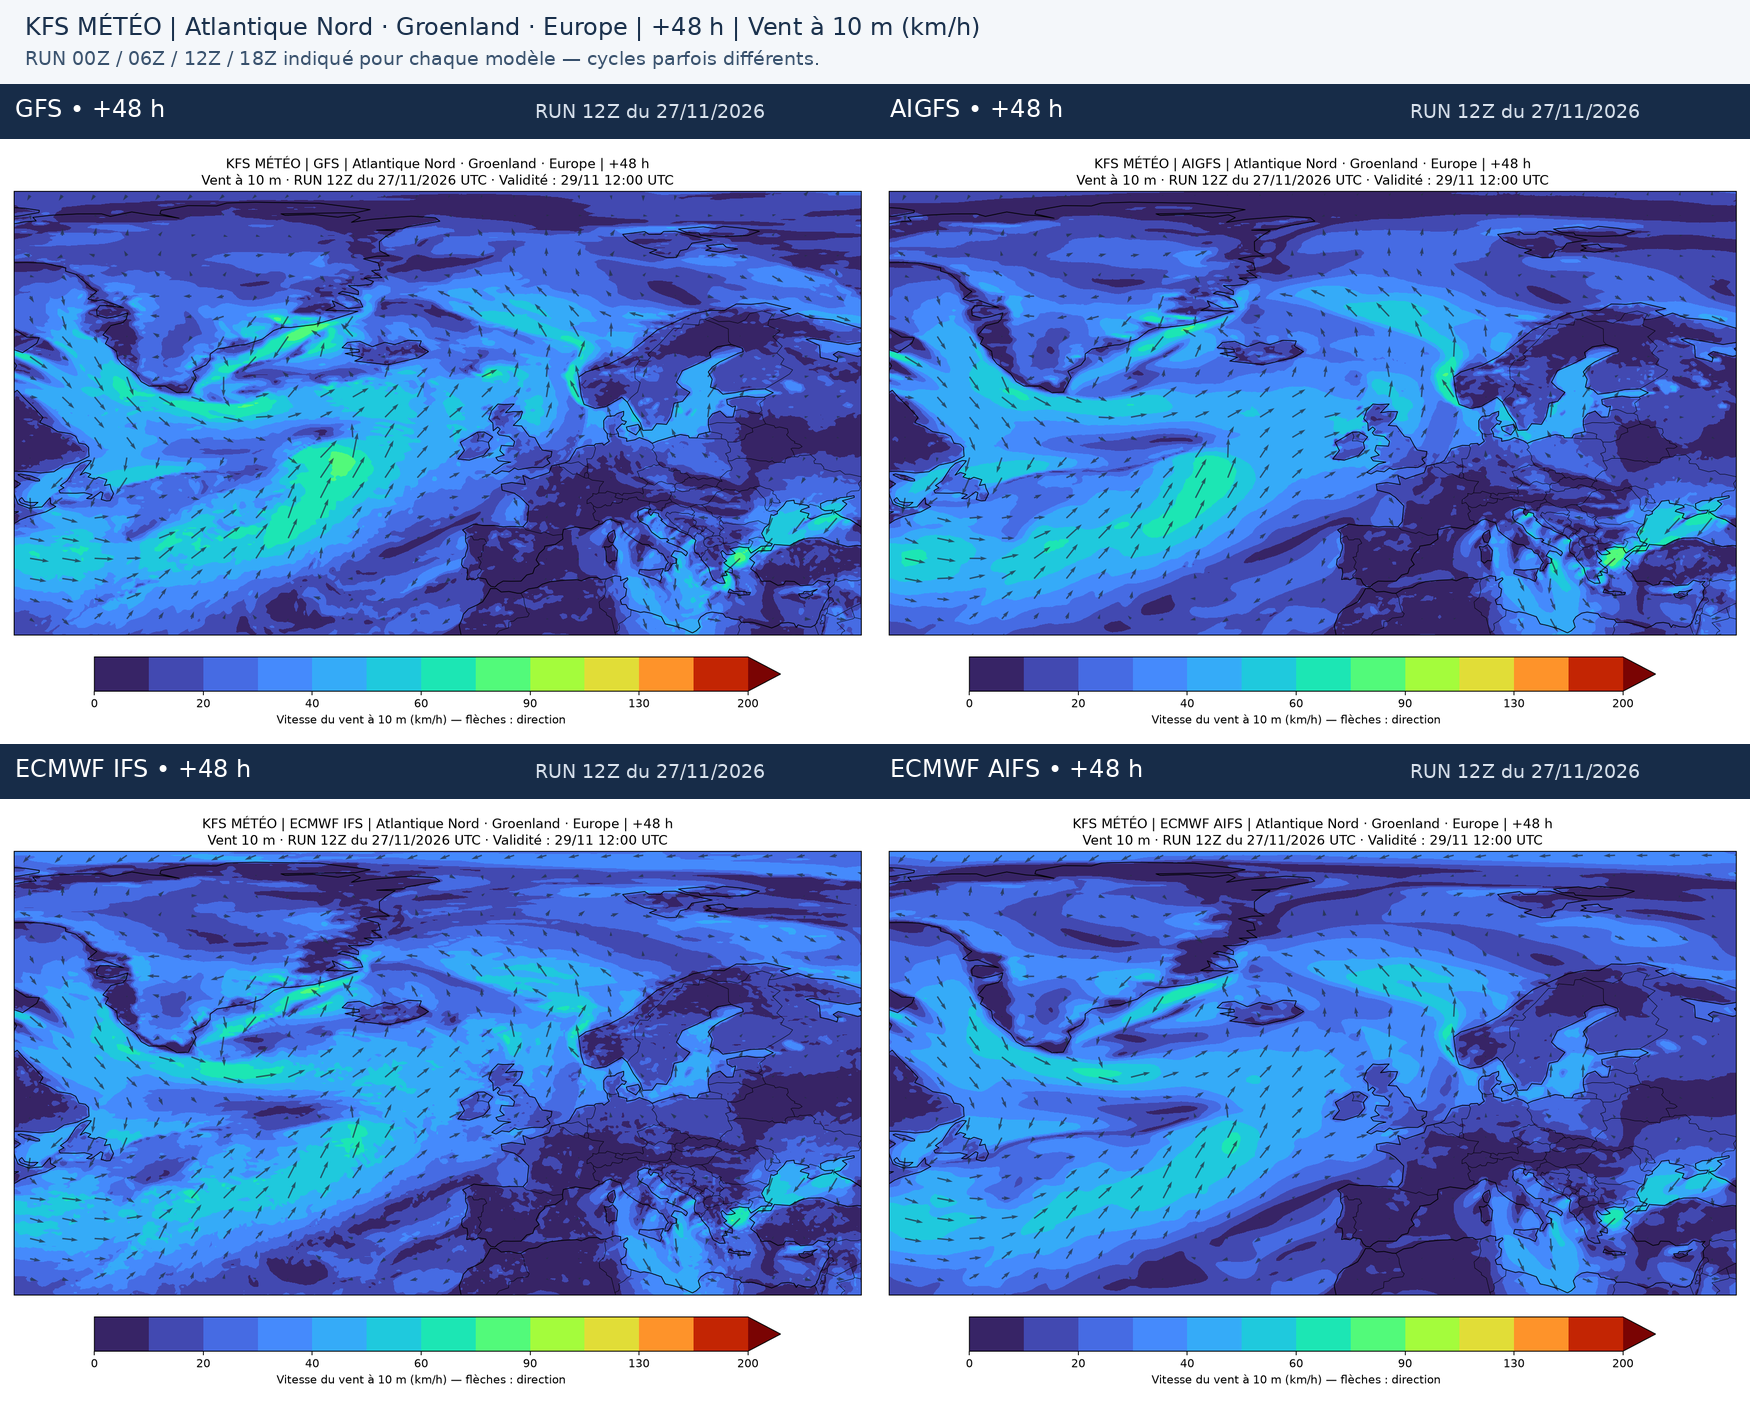 KFS MÉTÉO | Atlantique Nord · Groenland · Europe | +48 h | Vent à 10 m (km/h)
RUN 00Z / 06Z / 12Z / 18Z indiqué pour chaque modèle — cycles parfois différents.
GFS • +48 h
RUN 12Z du 27/11/2026
AIGFS • +48 h
RUN 12Z du 27/11/2026
KFS MÉTÉO | GFS | Atlantique Nord · Groenland · Europe | +48 h
Vent à 10 m · RUN 12Z du 27/11/2026 UTC · Validité : 29/11 12:00 UTC
KFS MÉTÉO | AIGFS | Atlantique Nord · Groenland · Europe | +48 h
Vent à 10 m · RUN 12Z du 27/11/2026 UTC · Validité : 29/11 12:00 UTC
0 20 40 60 90 130 200
Vitesse du vent à 10 m (km/h) — flèches : direction
0 20 40 60 90 130 200
Vitesse du vent à 10 m (km/h) — flèches : direction
ECMWF IFS • +48 h
RUN 12Z du 27/11/2026
ECMWF AIFS • +48 h
RUN 12Z du 27/11/2026
KFS MÉTÉO | ECMWF IFS | Atlantique Nord · Groenland · Europe | +48 h
Vent 10 m · RUN 12Z du 27/11/2026 UTC · Validité : 29/11 12:00 UTC
KFS MÉTÉO | ECMWF AIFS | Atlantique Nord · Groenland · Europe | +48 h
Vent 10 m · RUN 12Z du 27/11/2026 UTC · Validité : 29/11 12:00 UTC
0 20 40 60 90 130 200
Vitesse du vent à 10 m (km/h) — flèches : direction
0 20 40 60 90 130 200
Vitesse du vent à 10 m (km/h) — flèches : direction